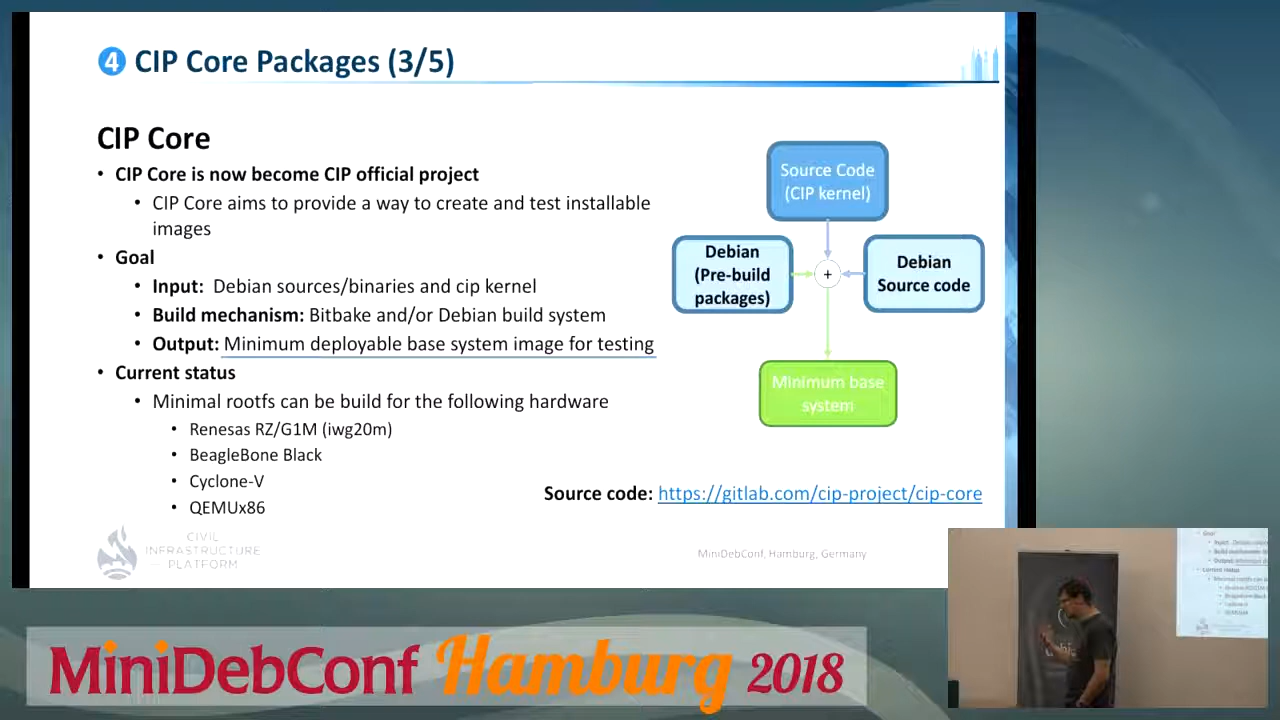 4 CIP Core Packages (3/5)
CIP Core
• CIP Core is now become CIP official project
• CIP Core aims to provide a way to create and test installable
images
• Goal
• Input: Debian sources/binaries and cip kernel
• Build mechanism: Bitbake and/or Debian build system
• Output: Minimum deployable base system image for testing
• Current status
• Minimal rootfs can be build for the following hardware
• Renesas RZ/G1M (iwg20m)
• BeagleBone Black
• Cyclone-V
• QEMUx86
Source Code
(CIP kernel)
Debian
(Pre-build
packages)
+
Debian
Source code
Minimum base
system
Source code: https://gitlab.com/cip-project/cip-core
CIVIL
INFRASTRUCTURE
PLATFORM
MiniDebConf, Hamburg, Germany
MiniDebConf Hamburg 2018